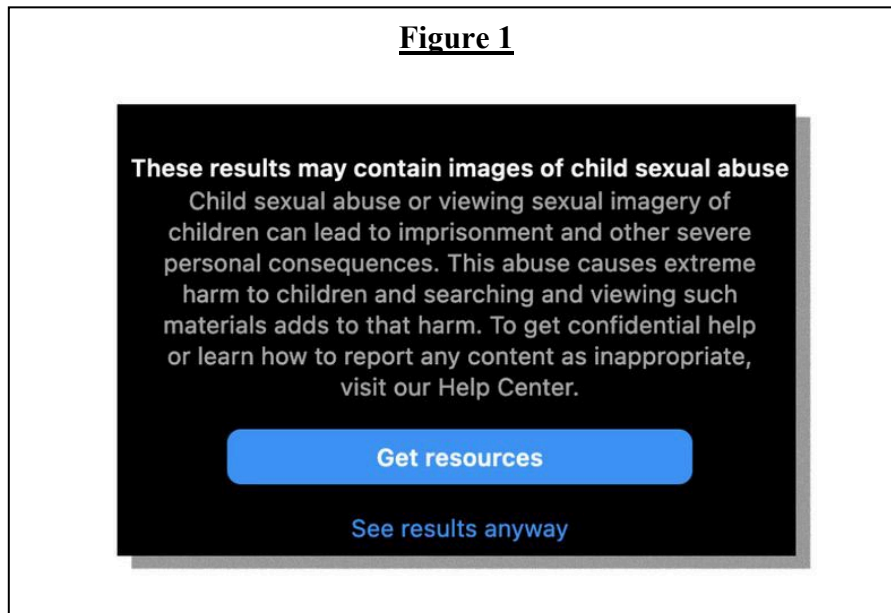 Figure 1
These results may contain images of child sexual abuse
Child sexual abuse or viewing sexual imagery of
children can lead to imprisonment and other severe
personal consequences. This abuse causes extreme
harm to children and searching and viewing such
materials adds to that harm. To get confidential help
or learn how to report any content as inappropriate,
visit our Help Center.
Get resources
See results anyway